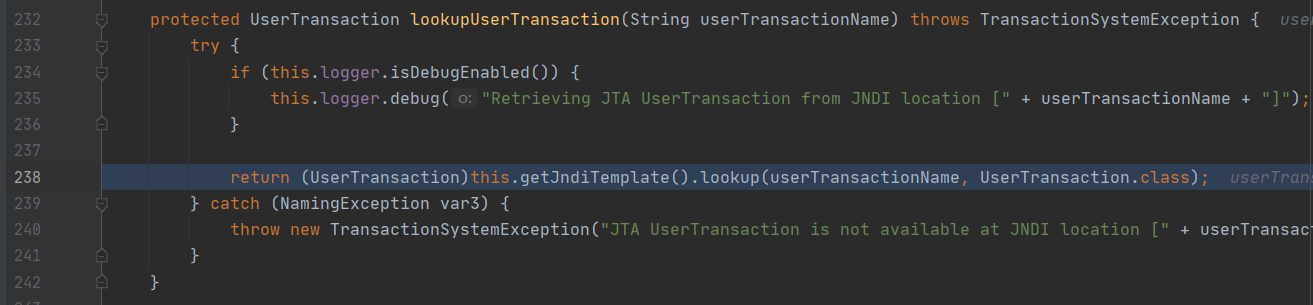 232 protected UserTransaction lookupUserTransaction(String userTransactionName) throws TransactionSystemException {
233 try {
234 if (this.logger.isDebugEnabled()) {
235 this.logger.debug( o: "Retrieving JTA UserTransaction from JNDI location [" + userTransactionName + "]");
236 }
237
238 return (UserTransaction)this.getJndiTemplate().lookup(userTransactionName, UserTransaction.class); userTrans
239 } catch (NamingException var3) {
240 throw new TransactionSystemException("JTA UserTransaction is not available at JNDI location [" + userTransact
241 }
242 }